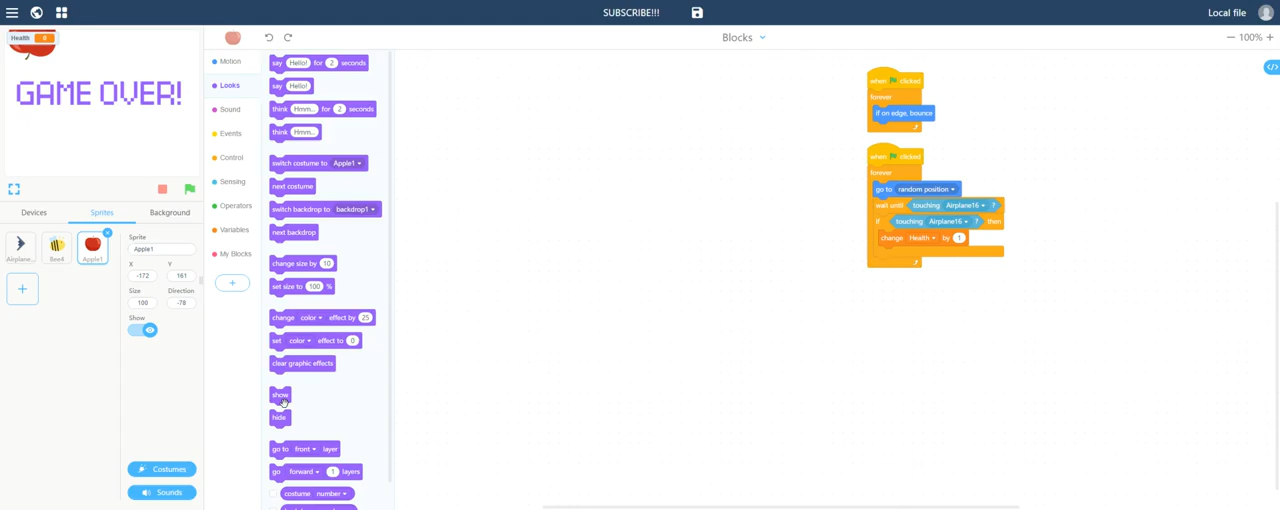 SUBSCRIBE!!!
Local file
Blocks
100%
Health 0
GAME OVER!
Devices
Sprites
Background
Airplane...
Bee4
Apple1
Sprite
Apple1
X
Y
-172
161
Size
Direction
100
-78
Show
Costumes
Sounds
Motion
Looks
Sound
Events
Control
Sensing
Operators
Variables
My Blocks
say Hello! for 2 seconds
say Hello!
think Hmm... for 2 seconds
think Hmm...
switch costume to Apple1
next costume
switch backdrop to backdrop1
next backdrop
change size by 10
set size to 100 %
change color effect by 25
set color effect to 0
clear graphic effects
show
hide
go to front layer
go forward 1 layers
costume number
when clicked
forever
if on edge, bounce
when clicked
forever
go to random position
wait until touching Airplane16 ?
if touching Airplane16 ? then
change Health by 1